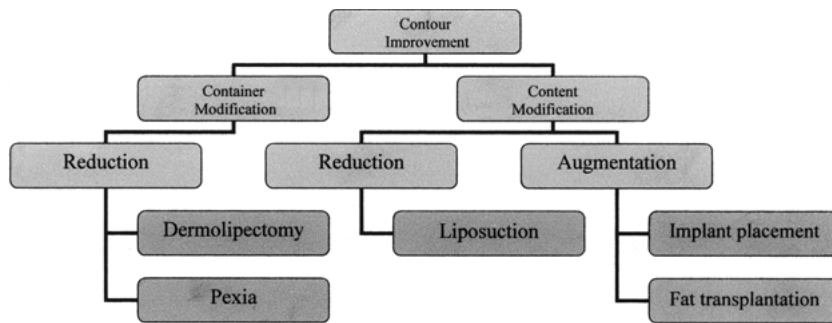 Contour
Improvement
Container
Modification
Content
Modification
Reduction
Reduction
Augmentation
Dermolipectomy
Liposuction
Implant placement
Pexia
Fat transplantation